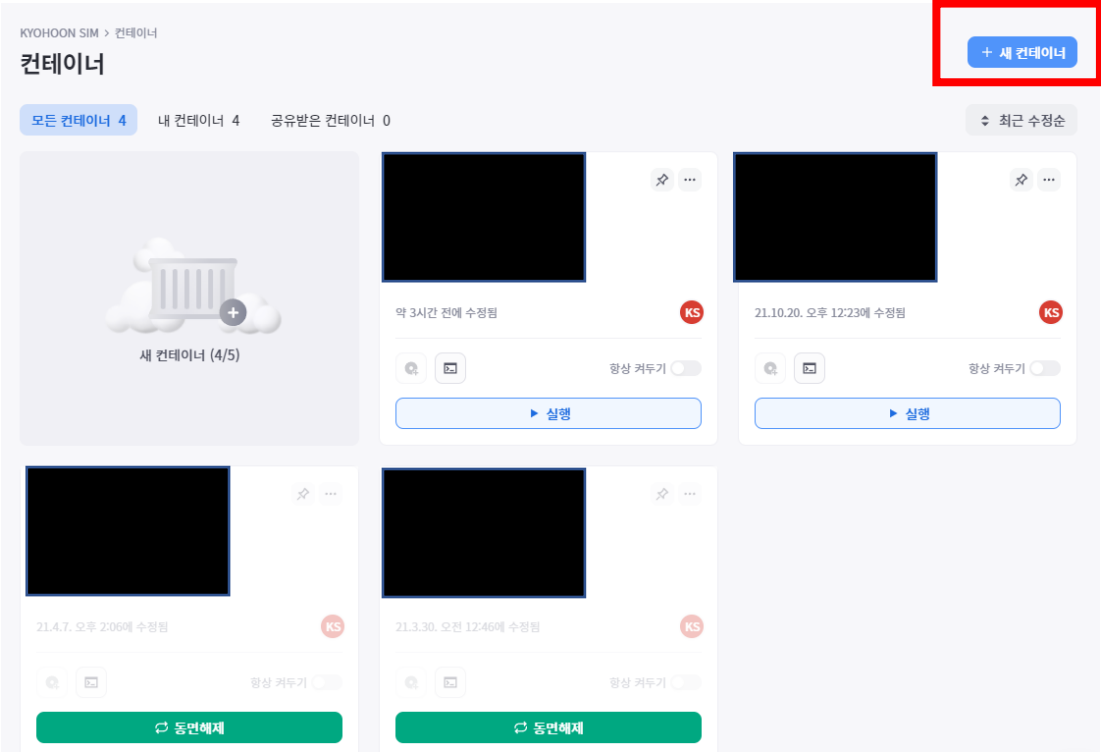 KYOHOON SIM > 컨테이너
컨테이너
+ 새 컨테이너
모든 컨테이너 4 내 컨테이너 4 공유받은 컨테이너 0
최근 수정순
새 컨테이너 (4/5)
약 3시간 전에 수정됨
KS
항상 켜두기
실행
21.10.20. 오후 12:23에 수정됨
KS
항상 켜두기
실행
21.4.7. 오후 2:06에 수정됨
KS
항상 켜두기
동면해제
21.3.30. 오전 12:46에 수정됨
KS
항상 켜두기
동면해제